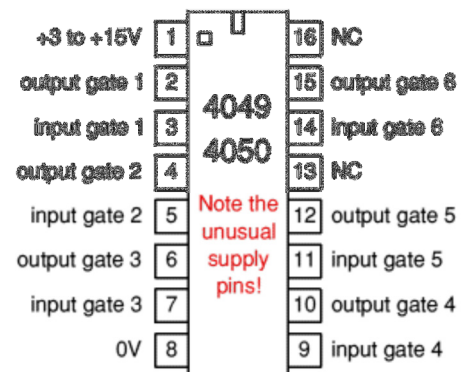 +3 to +15V 1 16 NC
output gate 1 2 15 output gate 6
input gate 1 3 4049 14 input gate 6
output gate 2 4 4050 13 NC
input gate 2 5 Note the 12 output gate 5
unusual
output gate 3 6 supply 11 input gate 5
pins!
input gate 3 7 10 output gate 4
0V 8 9 input gate 4